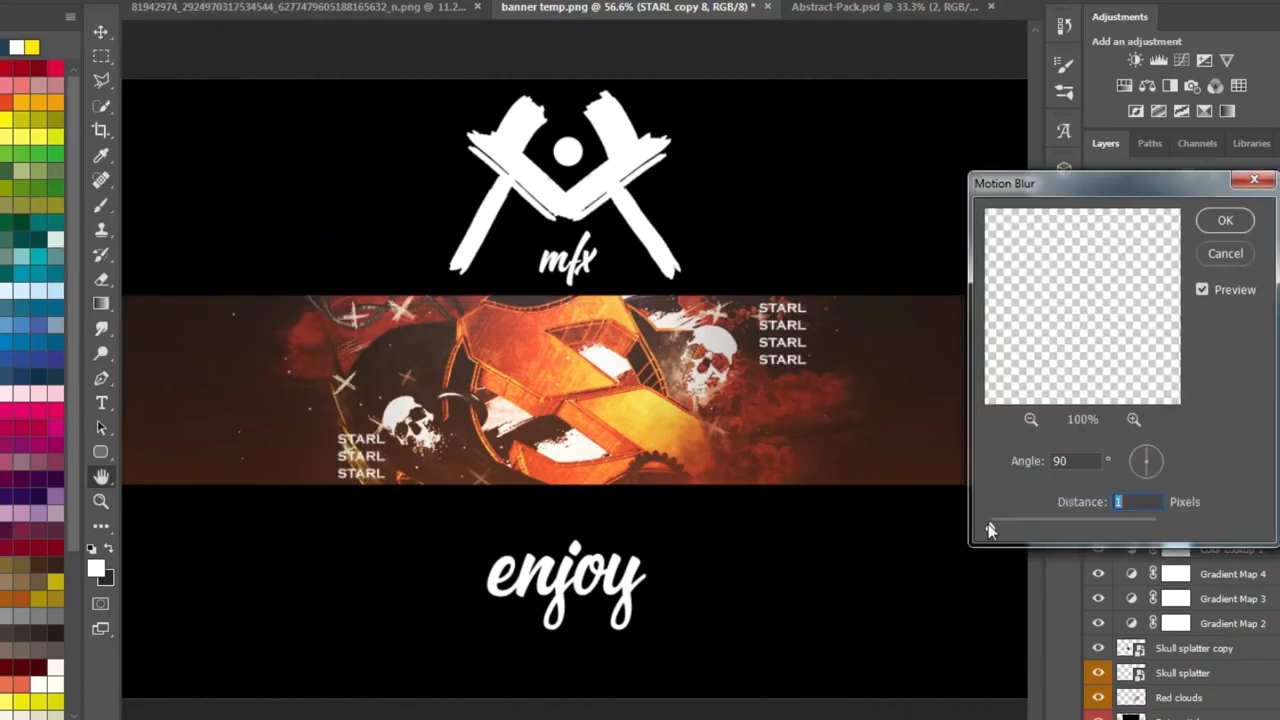 81942974_2924970317534544_6277479605188165632_n.png @ 11.2... × banner temp.png @ 56.6% (STARL copy 8, RGB/8) * × Abstract-Pack.psd @ 33.3% (2, RGB/... ×
Adjustments
Add an adjustment
Layers Paths Channels Libraries
Motion Blur
OK
Cancel
Preview
100%
Angle: 90 °
Distance: 1 Pixels
mfx
STARL
STARL
STARL
STARL
STARL
STARL
STARL
enjoy
Color Lookup 1
Gradient Map 4
Gradient Map 3
Gradient Map 2
Skull splatter copy
Skull splatter
Red clouds